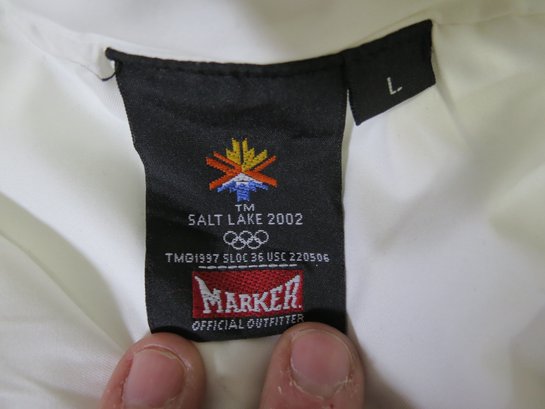 L
TM
SALT LAKE 2002
TM©1997 SLOC 36 USC 220506
MARKER
OFFICIAL OUTFITTER